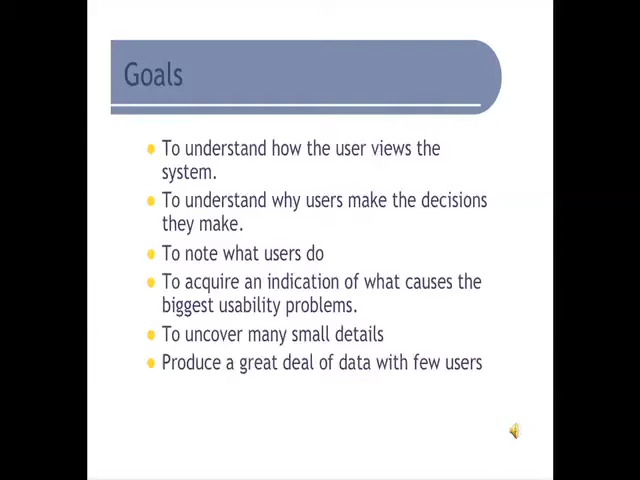 Goals
To understand how the user views the
system.
To understand why users make the decisions
they make.
To note what users do
To acquire an indication of what causes the
biggest usability problems.
To uncover many small details
Produce a great deal of data with few users